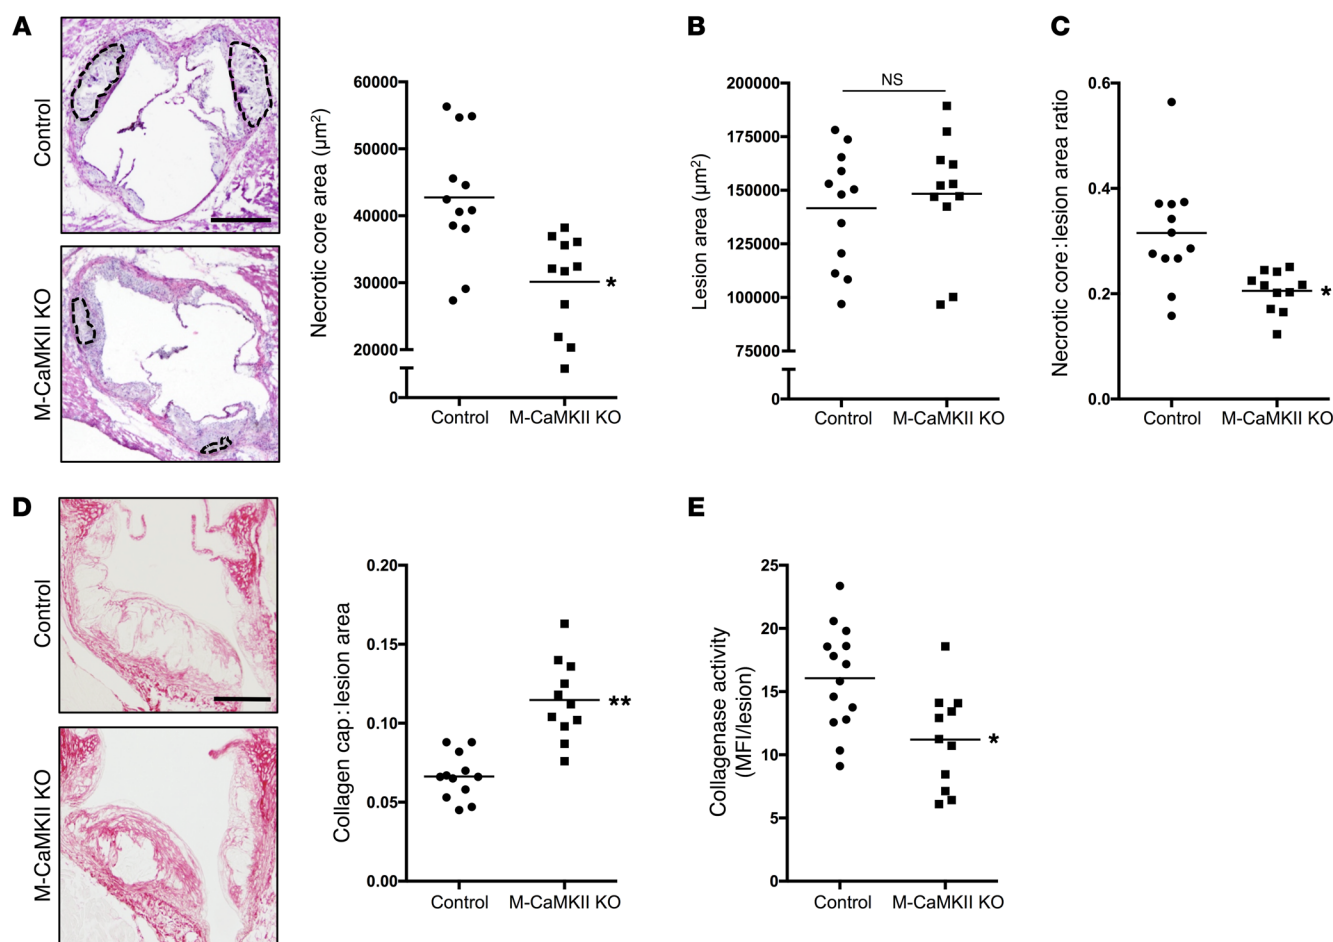 A
Control
M-CaMKII KO
Necrotic core area (μm²)
60000
50000
40000
30000
20000
0
*
Control
M-CaMKII KO
B
Lesion area (μm²)
200000
175000
150000
125000
100000
75000
0
NS
Control
M-CaMKII KO
C
Necrotic core:lesion area ratio
0.6
0.4
0.2
0.0
*
Control
M-CaMKII KO
D
Control
M-CaMKII KO
Collagen cap:lesion area
0.20
0.15
0.10
0.05
0.00
**
Control
M-CaMKII KO
E
Collagenase activity
(MFI/lesion)
25
20
15
10
5
0
*
Control
M-CaMKII KO